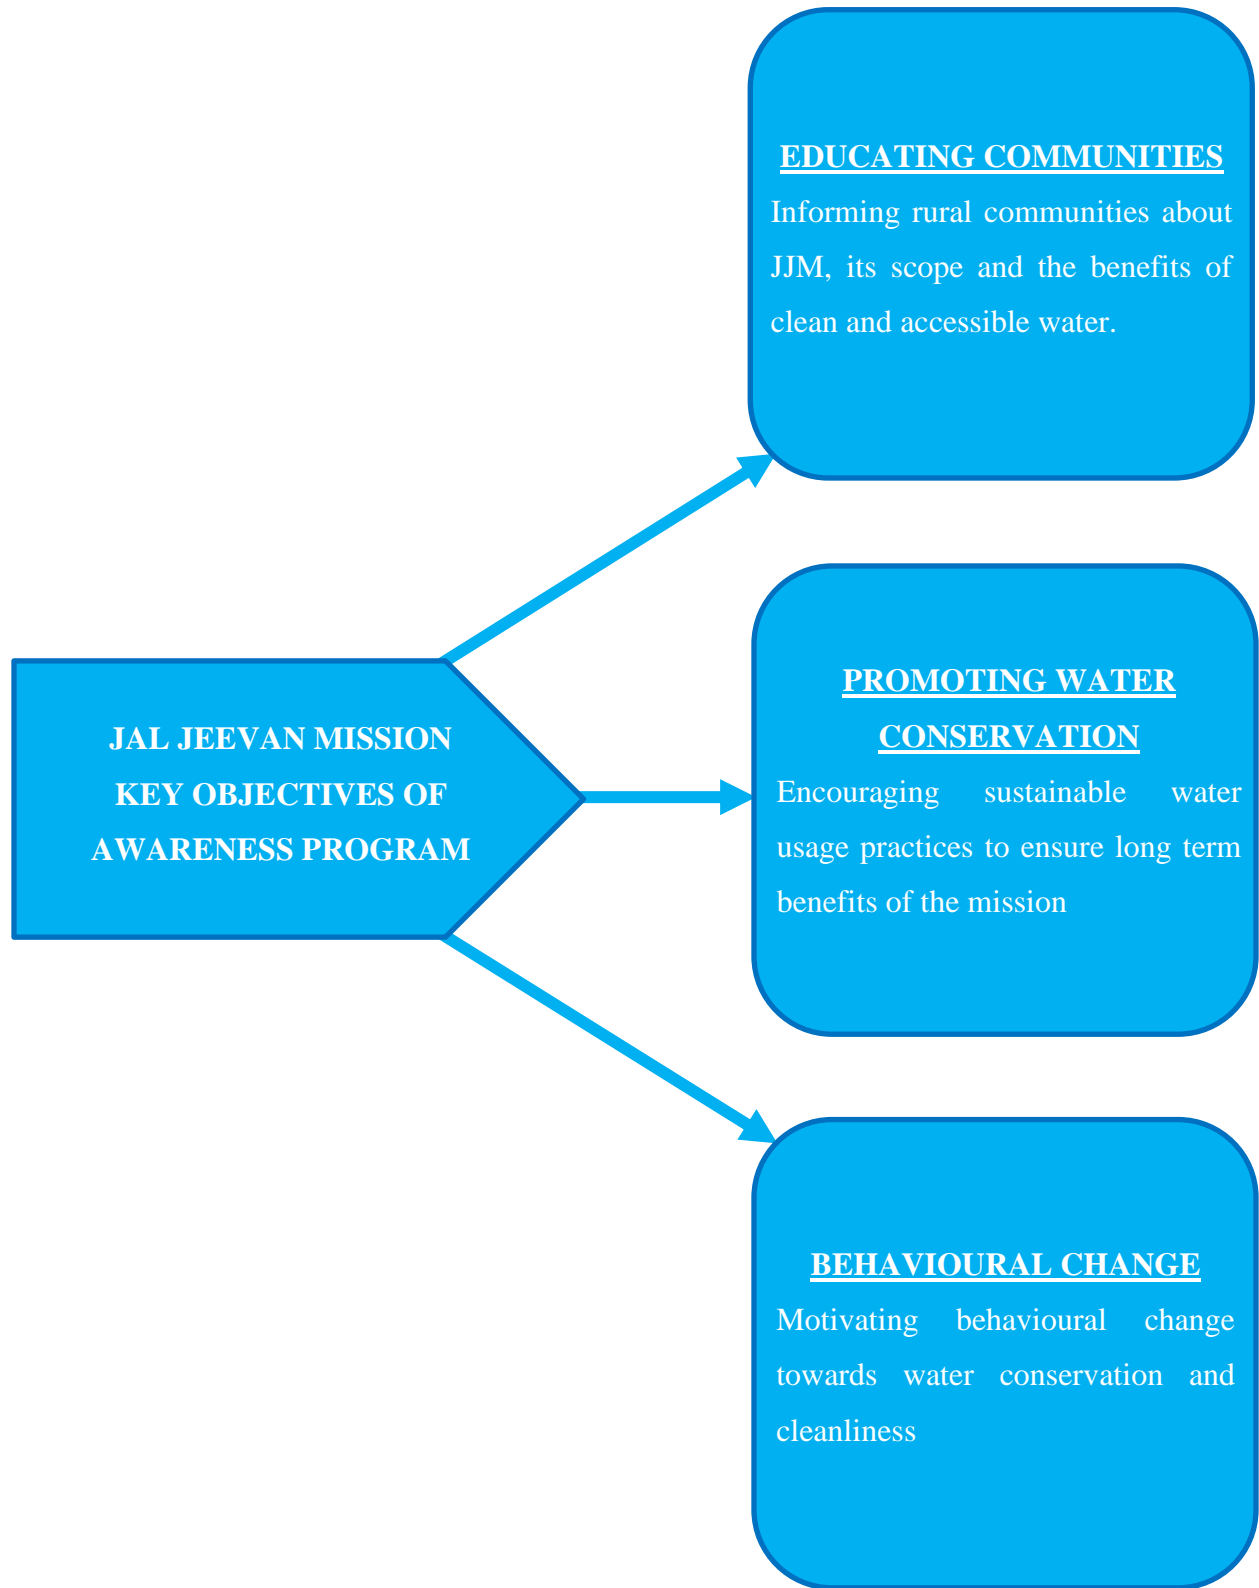 EDUCATING COMMUNITIES
Informing rural communities about
JJM, its scope and the benefits of
clean and accessible water.
JAL JEEVAN MISSION
KEY OBJECTIVES OF
AWARENESS PROGRAM
PROMOTING WATER
CONSERVATION
Encouraging sustainable water
usage practices to ensure long term
benefits of the mission
BEHAVIOURAL CHANGE
Motivating behavioural change
towards water conservation and
cleanliness